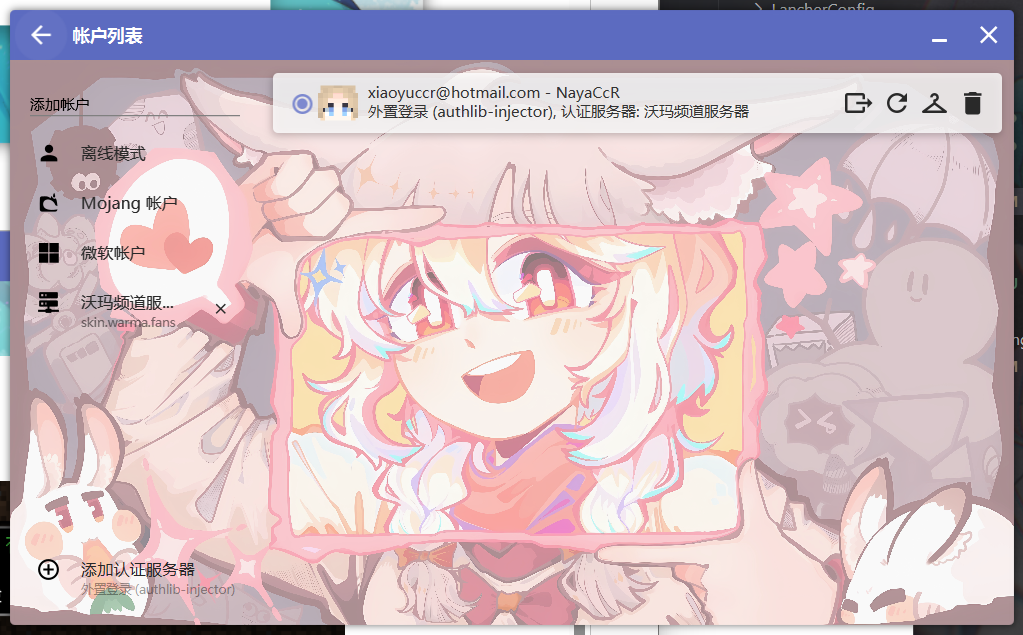 LancherConfig
帐户列表
添加帐户
xiaoyuccr@hotmail.com - NayaCcR
外置登录 (authlib-injector), 认证服务器: 沃玛频道服务器
离线模式
Mojang 帐户
微软帐户
沃玛频道服...
skin.warma.fans
添加认证服务器
外置登录 (authlib-injector)